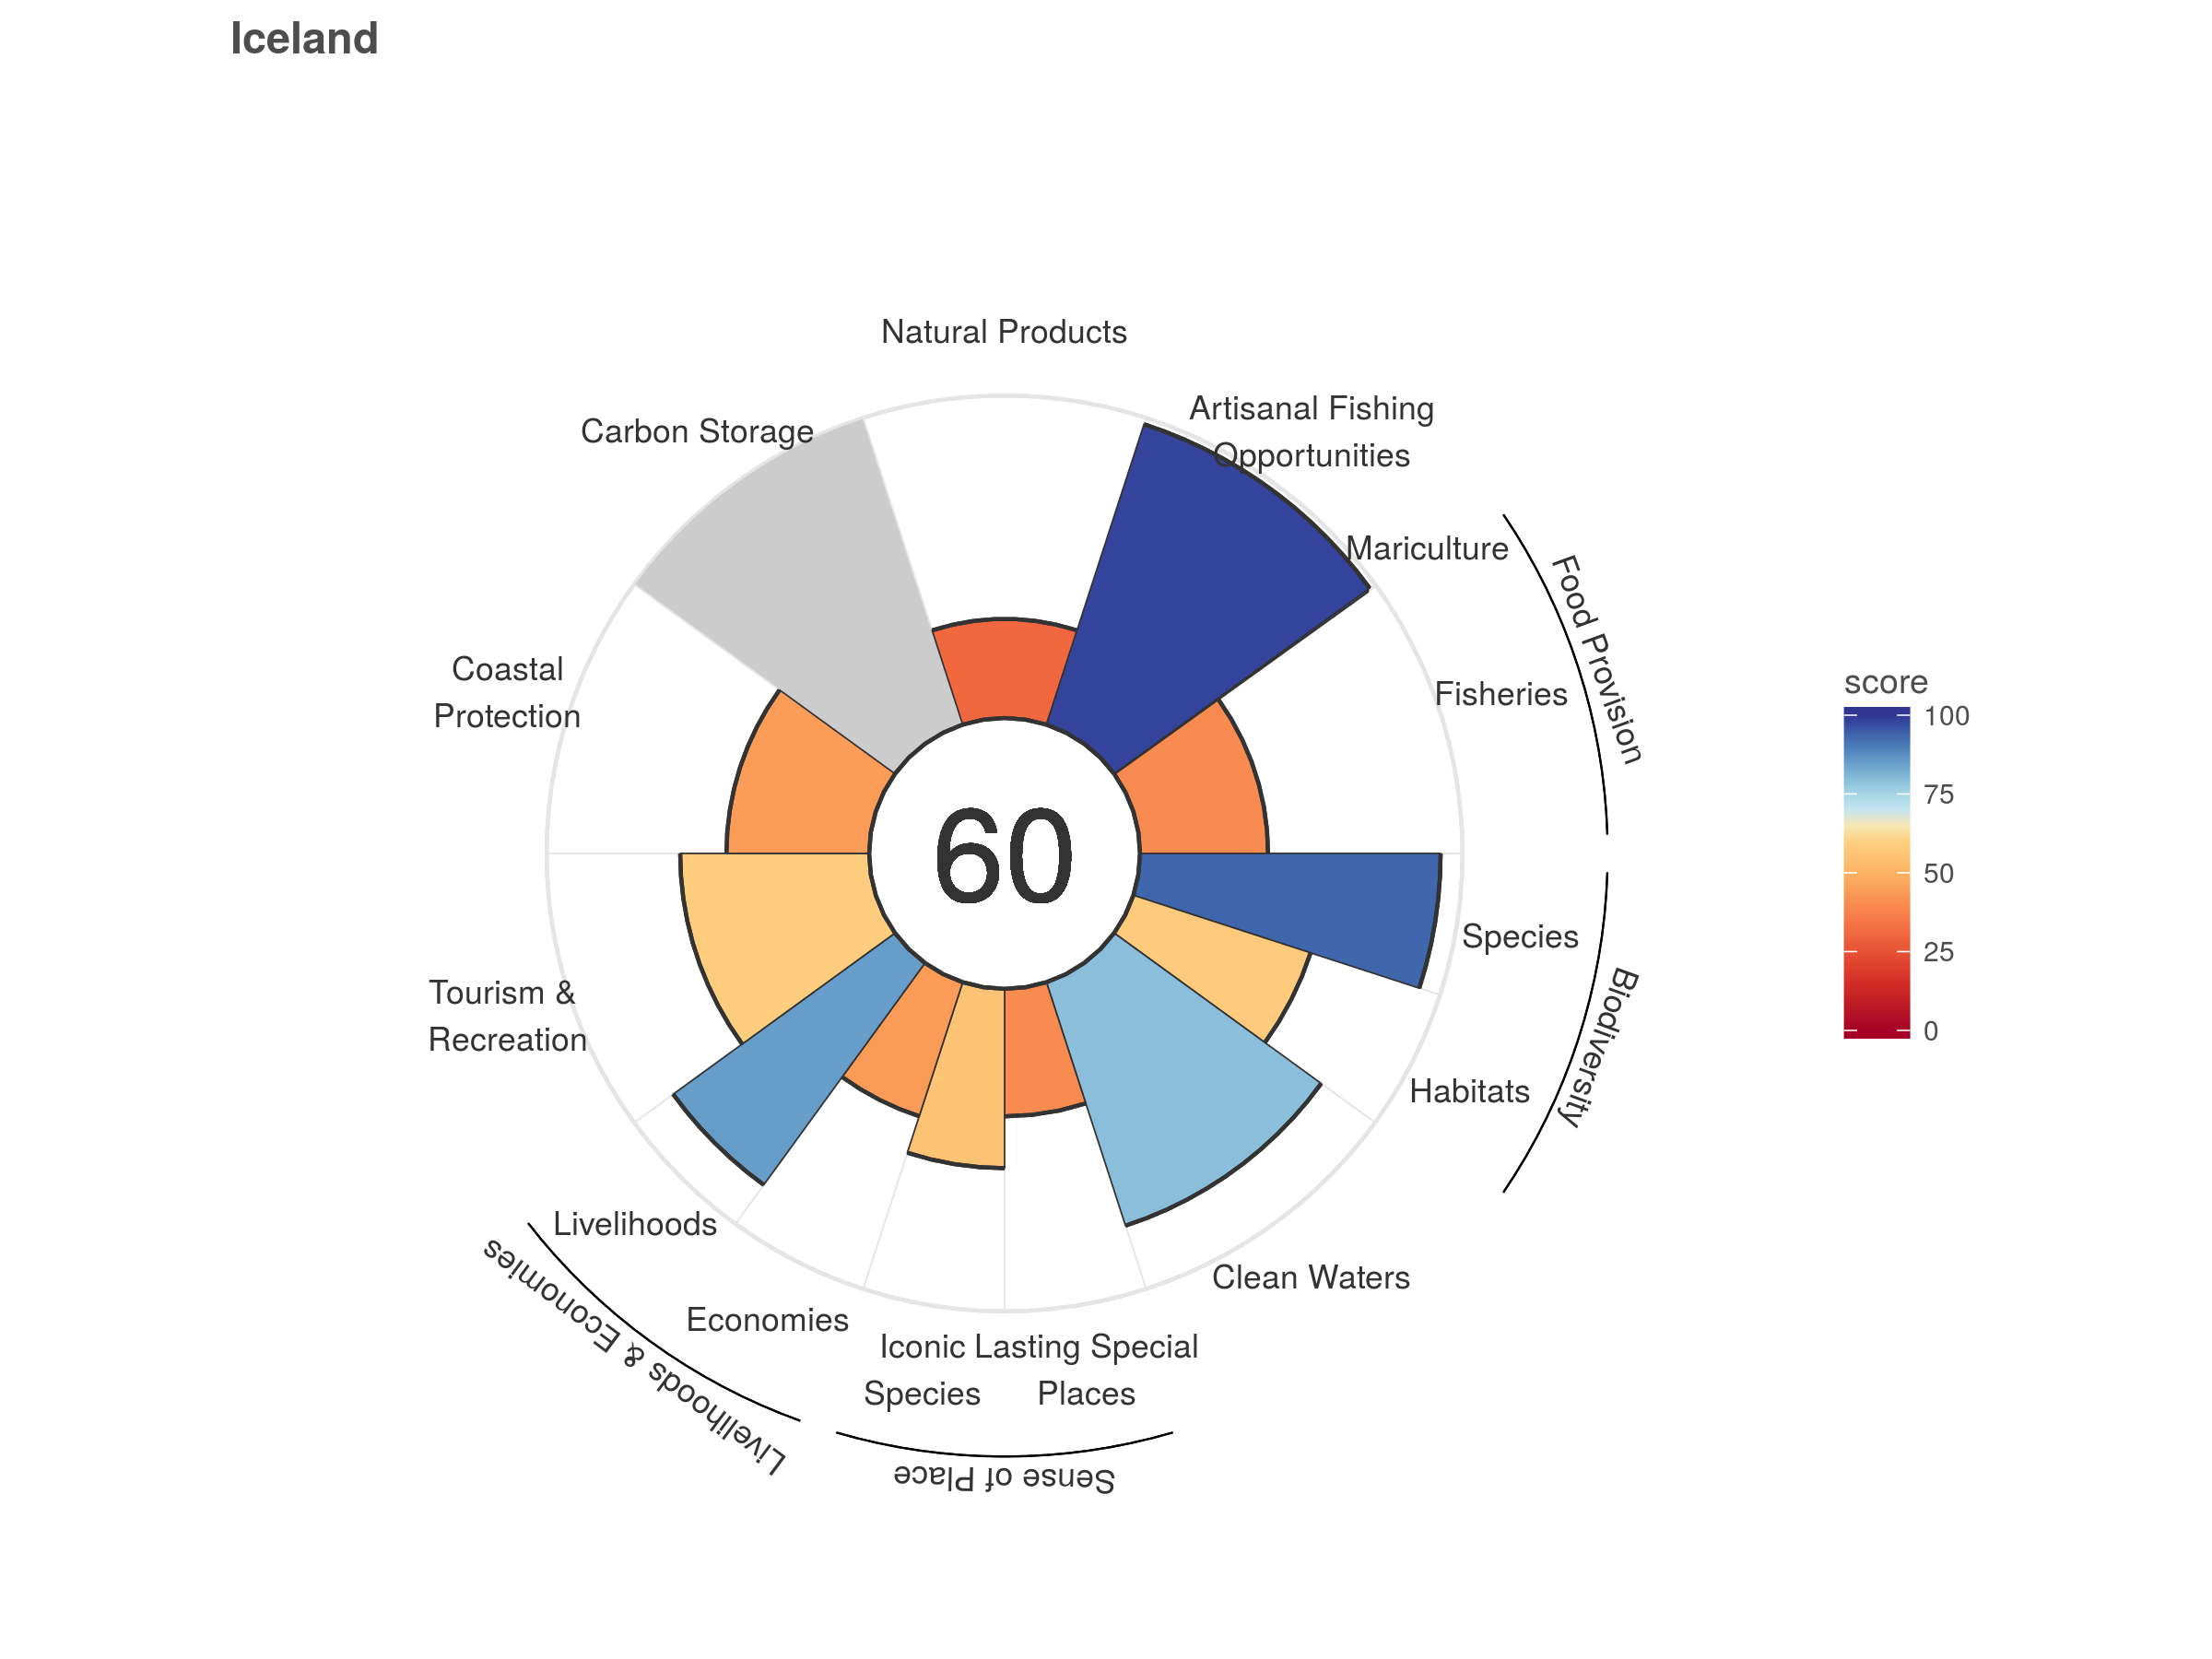 Iceland
Natural Products
Artisanal Fishing
Opportunities
Carbon Storage
Mariculture
Food Provision
Coastal
Protection
Fisheries
score
100
75
50
25
0
60
Species
Biodiversity
Tourism &
Recreation
Habitats
Livelihoods
Clean Waters
Economies
Livelihoods & Economies
Iconic
Species
Lasting Special
Places
Sense of Place